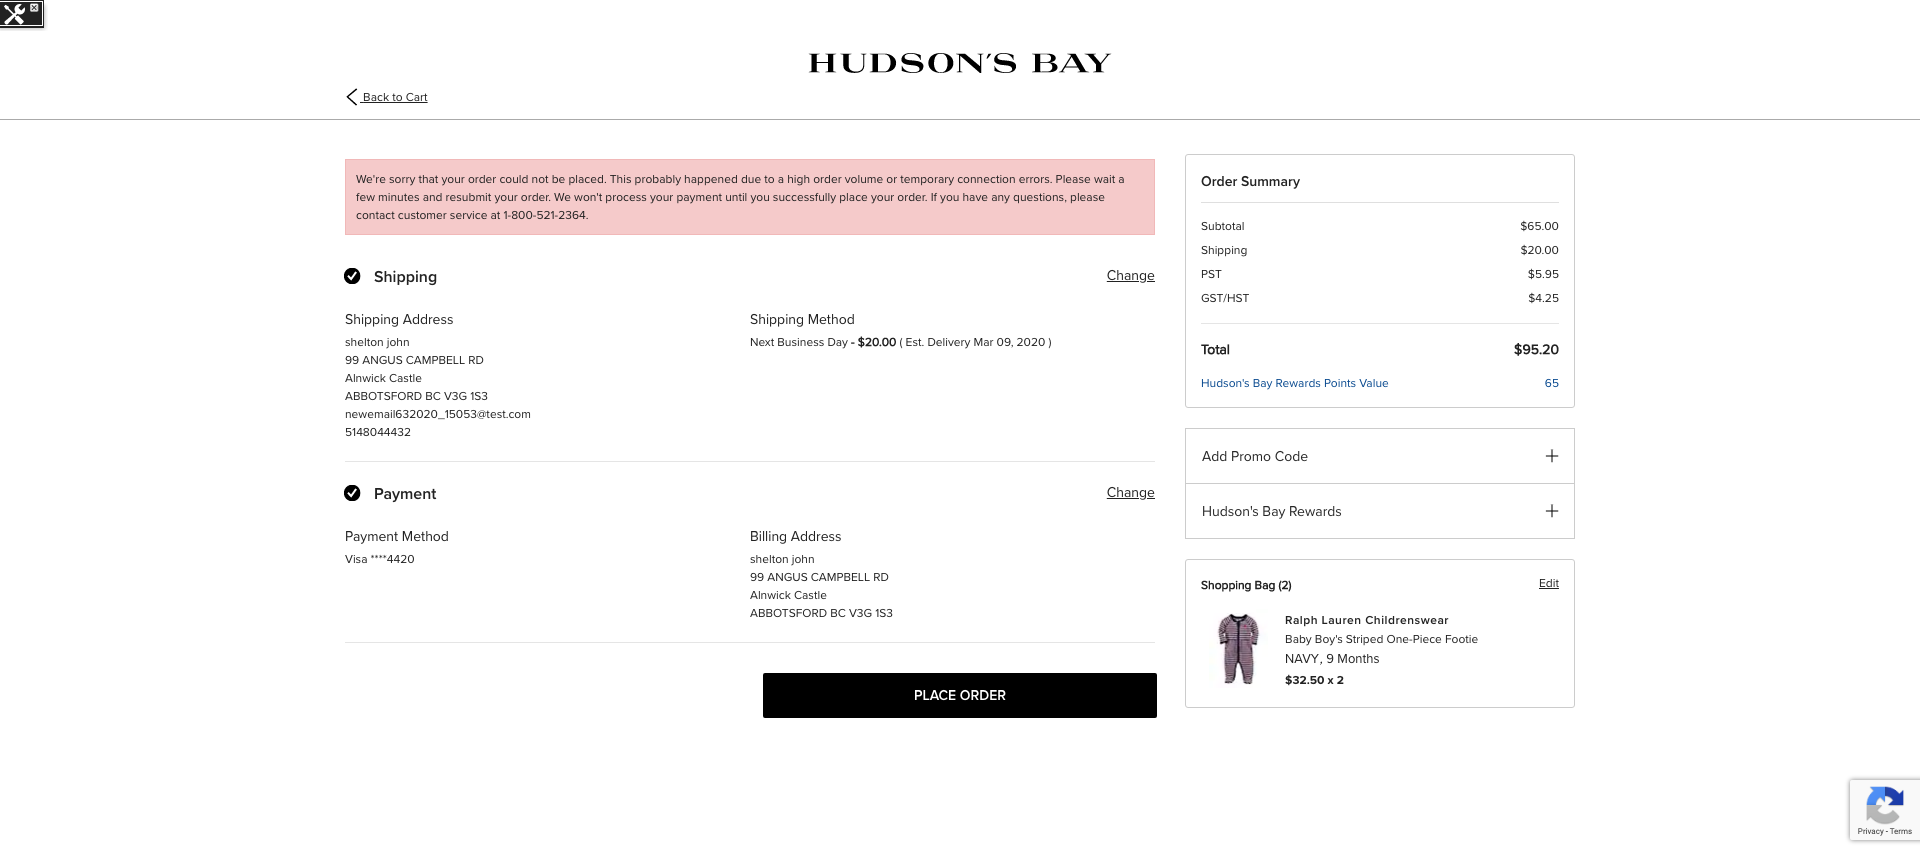 HUDSON'S BAY
Back to Cart
We're sorry that your order could not be placed. This probably happened due to a high order volume or temporary connection errors. Please wait a
few minutes and resubmit your order. We won't process your payment until you successfully place your order. If you have any questions, please
contact customer service at 1-800-521-2364.
Shipping
Change
Shipping Address
shelton john
99 ANGUS CAMPBELL RD
Alnwick Castle
ABBOTSFORD BC V3G 1S3
newemail632020_15053@test.com
5148044432
Shipping Method
Next Business Day - $20.00 ( Est. Delivery Mar 09, 2020 )
Payment
Change
Payment Method
Visa ****4420
Billing Address
shelton john
99 ANGUS CAMPBELL RD
Alnwick Castle
ABBOTSFORD BC V3G 1S3
PLACE ORDER
Order Summary
Subtotal $65.00
Shipping $20.00
PST $5.95
GST/HST $4.25
Total $95.20
Hudson's Bay Rewards Points Value 65
Add Promo Code
Hudson's Bay Rewards
Shopping Bag (2)
Edit
Ralph Lauren Childrenswear
Baby Boy's Striped One-Piece Footie
NAVY, 9 Months
$32.50 x 2
Privacy - Terms